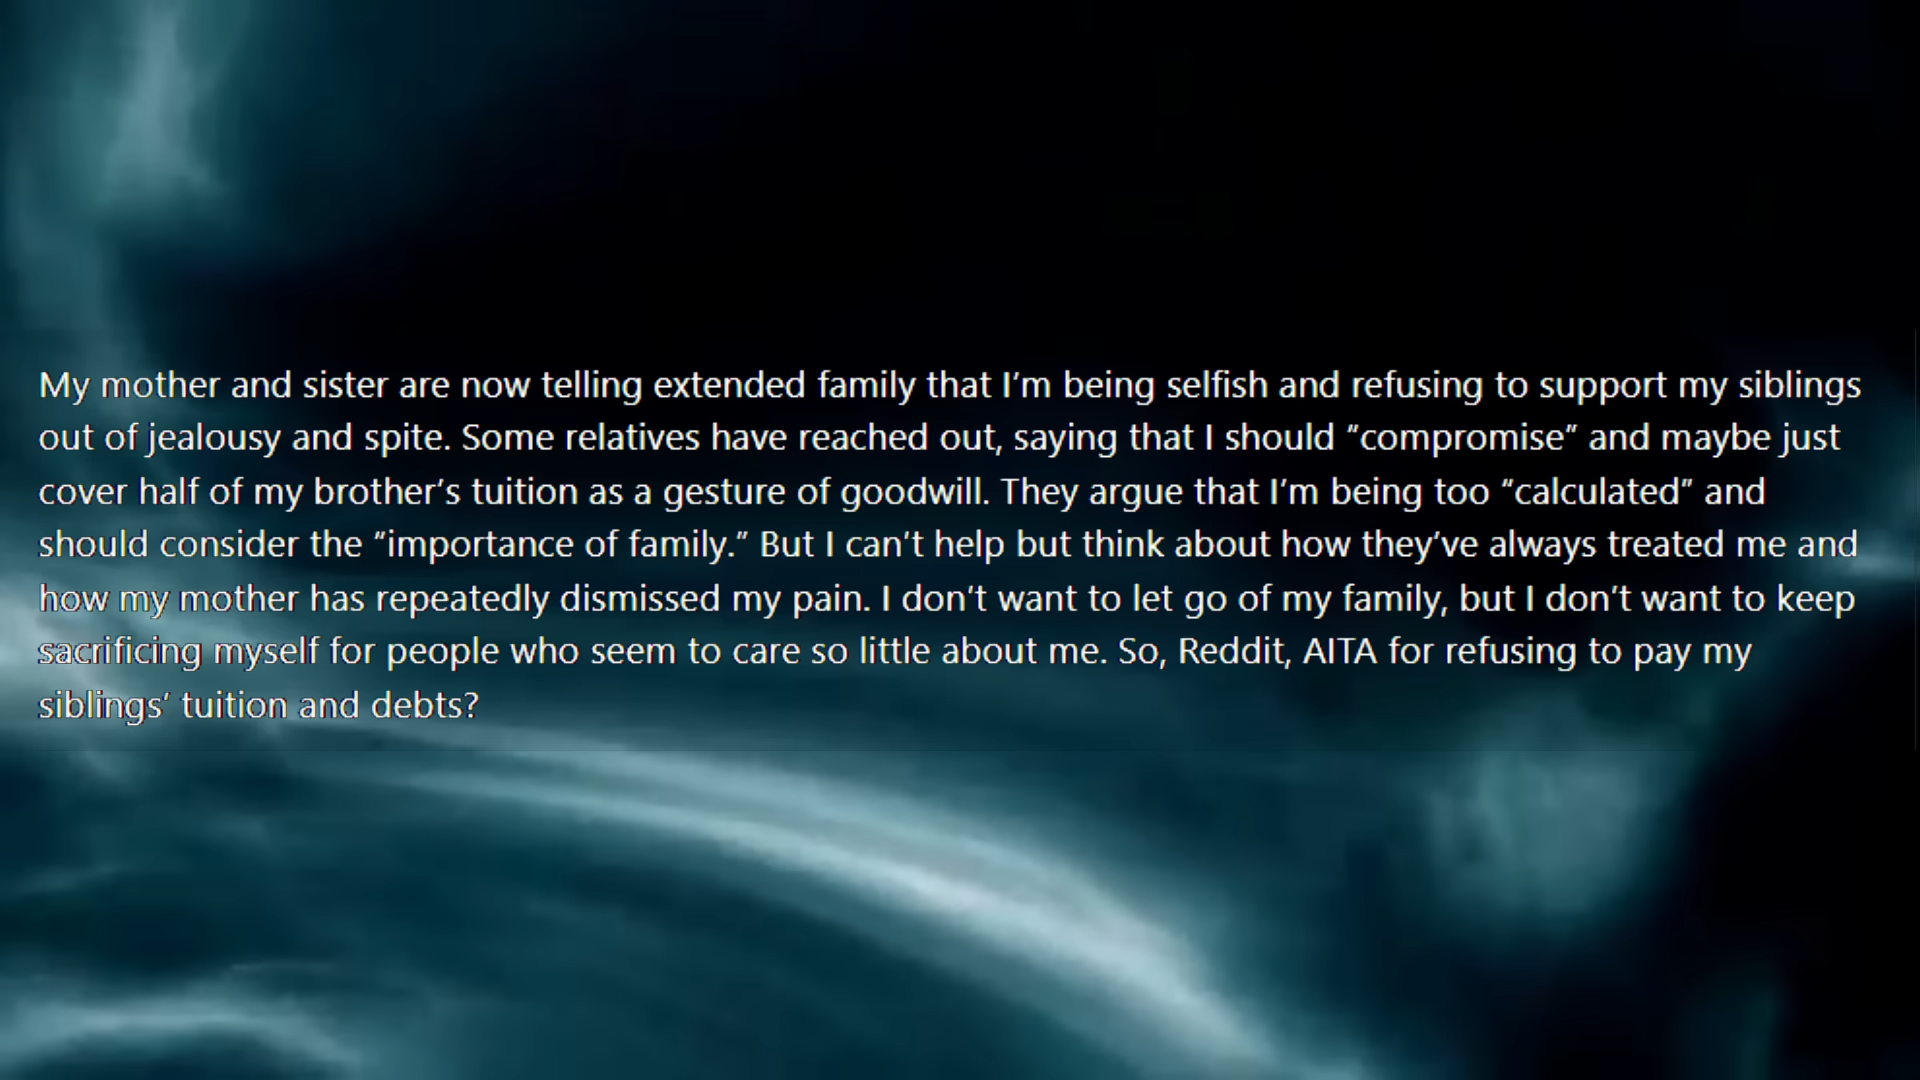 My mother and sister are now telling extended family that I’m being selfish and refusing to support my siblings
out of jealousy and spite. Some relatives have reached out, saying that I should “compromise” and maybe just
cover half of my brother’s tuition as a gesture of goodwill. They argue that I’m being too “calculated” and
should consider the “importance of family.” But I can’t help but think about how they’ve always treated me and
how my mother has repeatedly dismissed my pain. I don’t want to let go of my family, but I don’t want to keep
sacrificing myself for people who seem to care so little about me. So, Reddit, AITA for refusing to pay my
siblings’ tuition and debts?